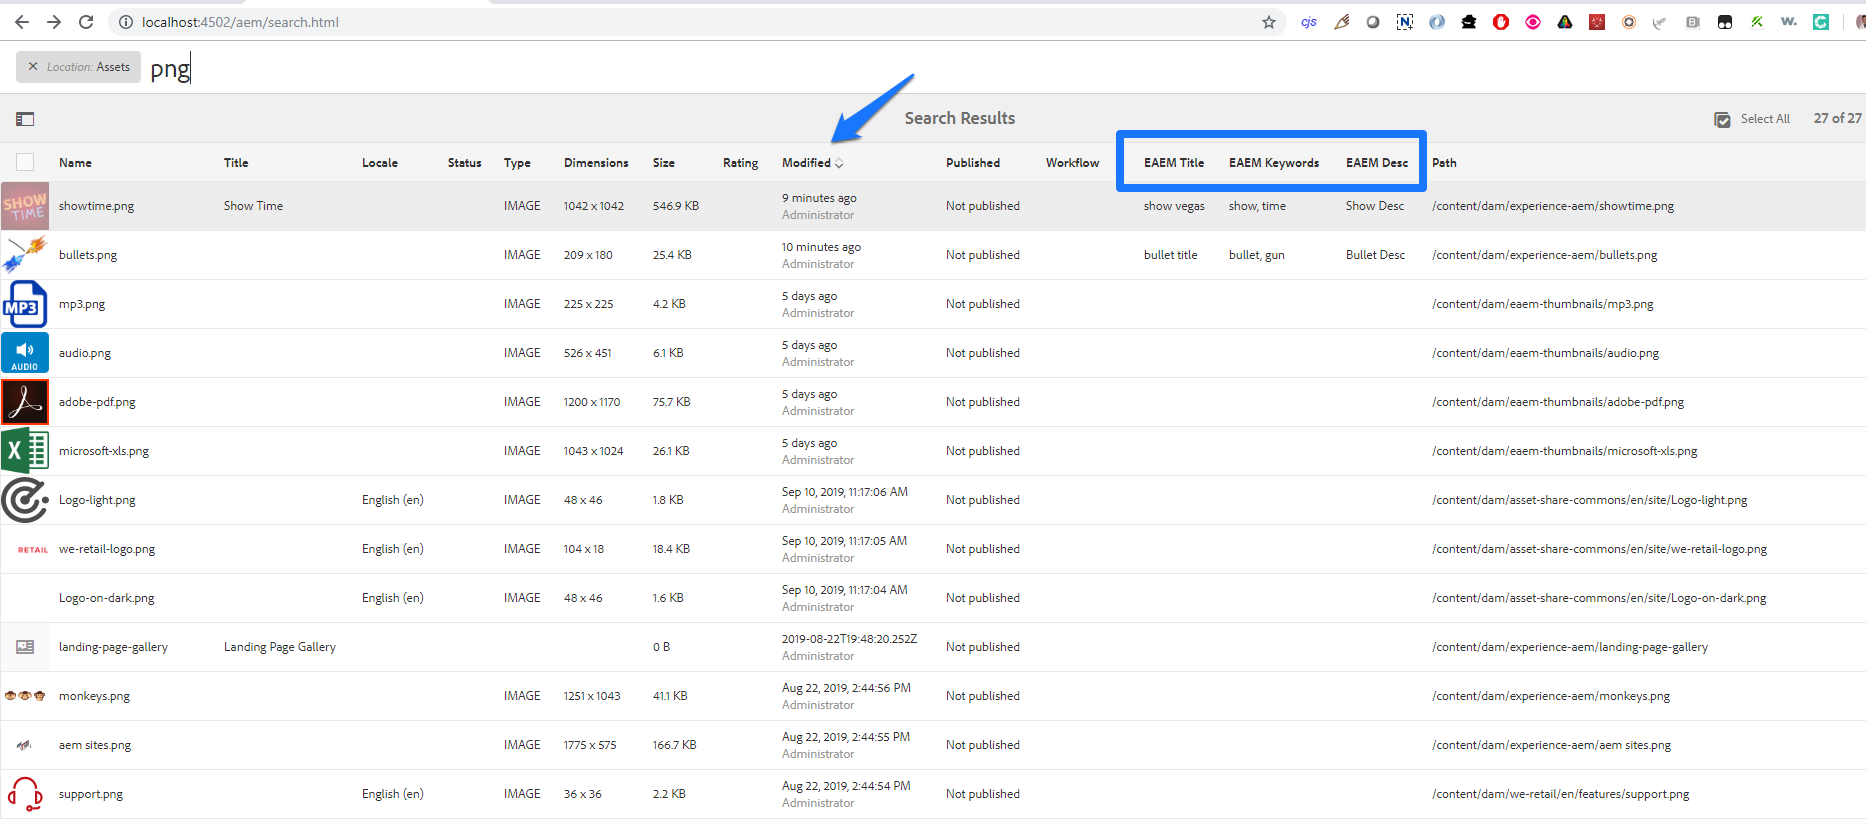 localhost:4502/aem/search.html
Location: Assets png
Search Results
Select All 27 of 27
Name Title Locale Status Type Dimensions Size Rating Modified Published Workflow EAEM Title EAEM Keywords EAEM Desc Path
SHOW TIME showtime.png Show Time IMAGE 1042 x 1042 546.9 KB 9 minutes ago Not published show vegas show, time Show Desc /content/dam/experience-aem/showtime.png
Administrator
bullets.png IMAGE 209 x 180 25.4 KB 10 minutes ago Not published bullet title bullet, gun Bullet Desc /content/dam/experience-aem/bullets.png
Administrator
MP3 mp3.png IMAGE 225 x 225 4.2 KB 5 days ago Not published /content/dam/eaem-thumbnails/mp3.png
Administrator
AUDIO audio.png IMAGE 526 x 451 6.1 KB 5 days ago Not published /content/dam/eaem-thumbnails/audio.png
Administrator
adobe-pdf.png IMAGE 1200 x 1170 75.7 KB 5 days ago Not published /content/dam/eaem-thumbnails/adobe-pdf.png
Administrator
X microsoft-xls.png IMAGE 1043 x 1024 26.1 KB 5 days ago Not published /content/dam/eaem-thumbnails/microsoft-xls.png
Administrator
Logo-light.png English (en) IMAGE 48 x 46 1.8 KB Sep 10, 2019, 11:17:06 AM Not published /content/dam/asset-share-commons/en/site/Logo-light.png
Administrator
RETAIL we-retail-logo.png English (en) IMAGE 104 x 18 18.4 KB Sep 10, 2019, 11:17:05 AM Not published /content/dam/asset-share-commons/en/site/we-retail-logo.png
Administrator
Logo-on-dark.png English (en) IMAGE 48 x 46 1.6 KB Sep 10, 2019, 11:17:04 AM Not published /content/dam/asset-share-commons/en/site/Logo-on-dark.png
Administrator
landing-page-gallery Landing Page Gallery 0 B 2019-08-22T19:48:20.252Z Not published /content/dam/experience-aem/landing-page-gallery
Administrator
monkeys.png IMAGE 1251 x 1043 41.1 KB Aug 22, 2019, 2:44:56 PM Not published /content/dam/experience-aem/monkeys.png
Administrator
aem sites.png IMAGE 1775 x 575 166.7 KB Aug 22, 2019, 2:44:55 PM Not published /content/dam/experience-aem/aem sites.png
Administrator
support.png English (en) IMAGE 36 x 36 2.2 KB Aug 22, 2019, 2:44:54 PM Not published /content/dam/we-retail/en/features/support.png
Administrator